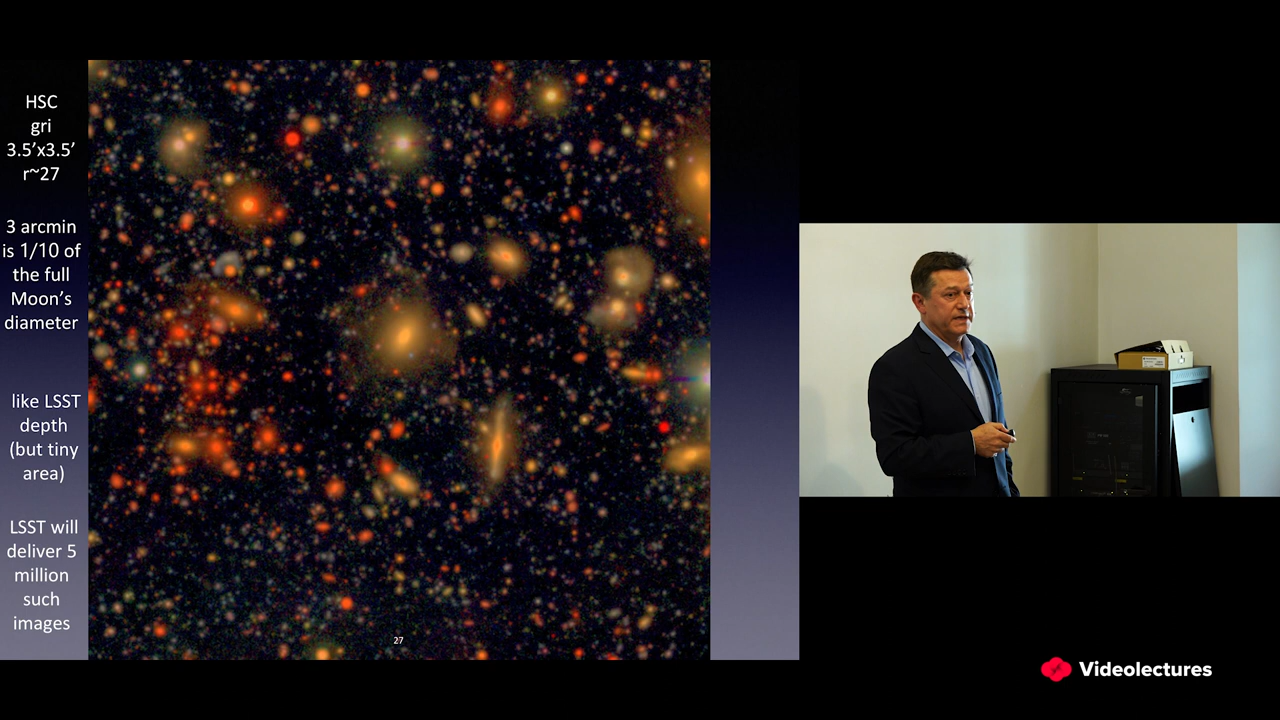 HSC
gri
3.5’x3.5’
r~27
3 arcmin
is 1/10 of
the full
Moon’s
diameter
like LSST
depth
(but tiny
area)
LSST will
deliver 5
million
such
images
27
Videolectures